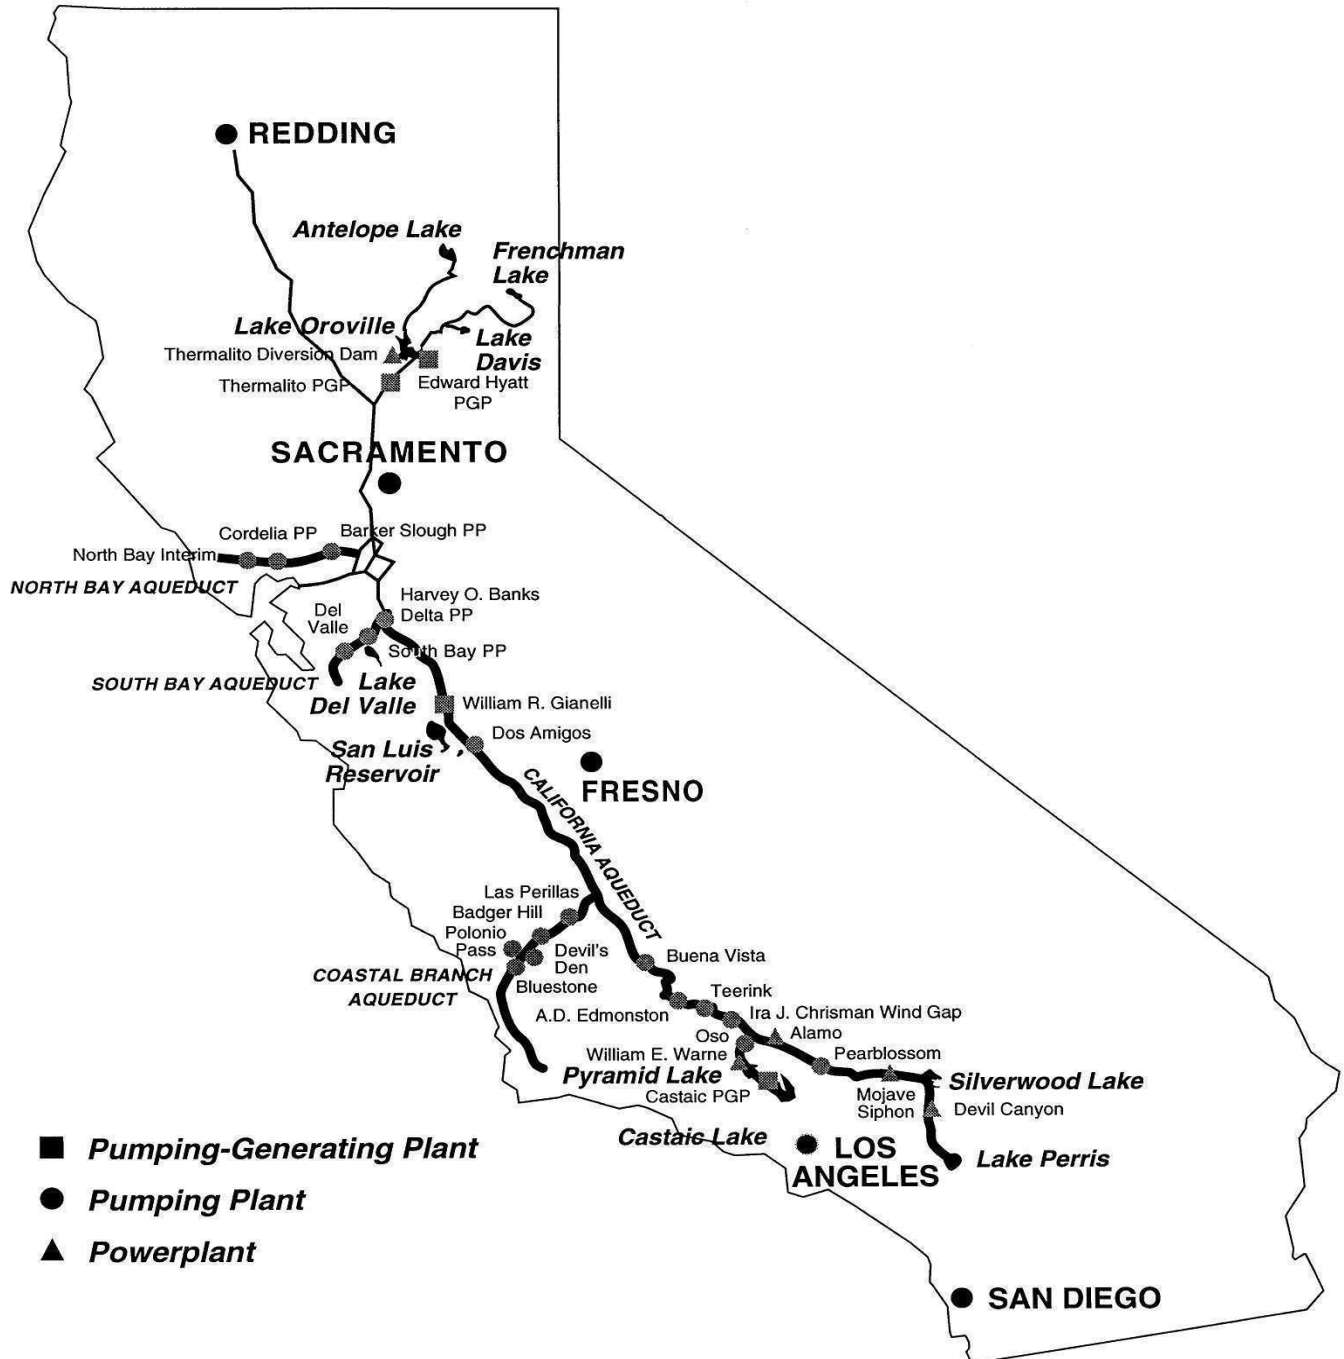 REDDING
Antelope Lake
Frenchman
Lake
Lake Oroville
Lake
Davis
Thermalito Diversion Dam
Thermalito PGP
Edward Hyatt
PGP
SACRAMENTO
Cordelia PP
Barker Slough PP
North Bay Interim
NORTH BAY AQUEDUCT
Harvey O. Banks
Delta PP
Del
Valle
South Bay PP
SOUTH BAY AQUEDUCT
Lake
Del Valle
William R. Gianelli
Dos Amigos
San Luis
Reservoir
FRESNO
CALIFORNIA AQUEDUCT
Las Perillas
Badger Hill
Polonio
Pass
Devil's
Den
Bluestone
COASTAL BRANCH
AQUEDUCT
Buena Vista
Teerink
A.D. Edmonston
Ira J. Chrisman Wind Gap
Oso
Alamo
William E. Warne
Pearblossom
Pyramid Lake
Castaic PGP
Silverwood Lake
Mojave
Siphon
Devil Canyon
Castaic Lake
LOS
ANGELES
Lake Perris
Pumping-Generating Plant
Pumping Plant
Powerplant
SAN DIEGO